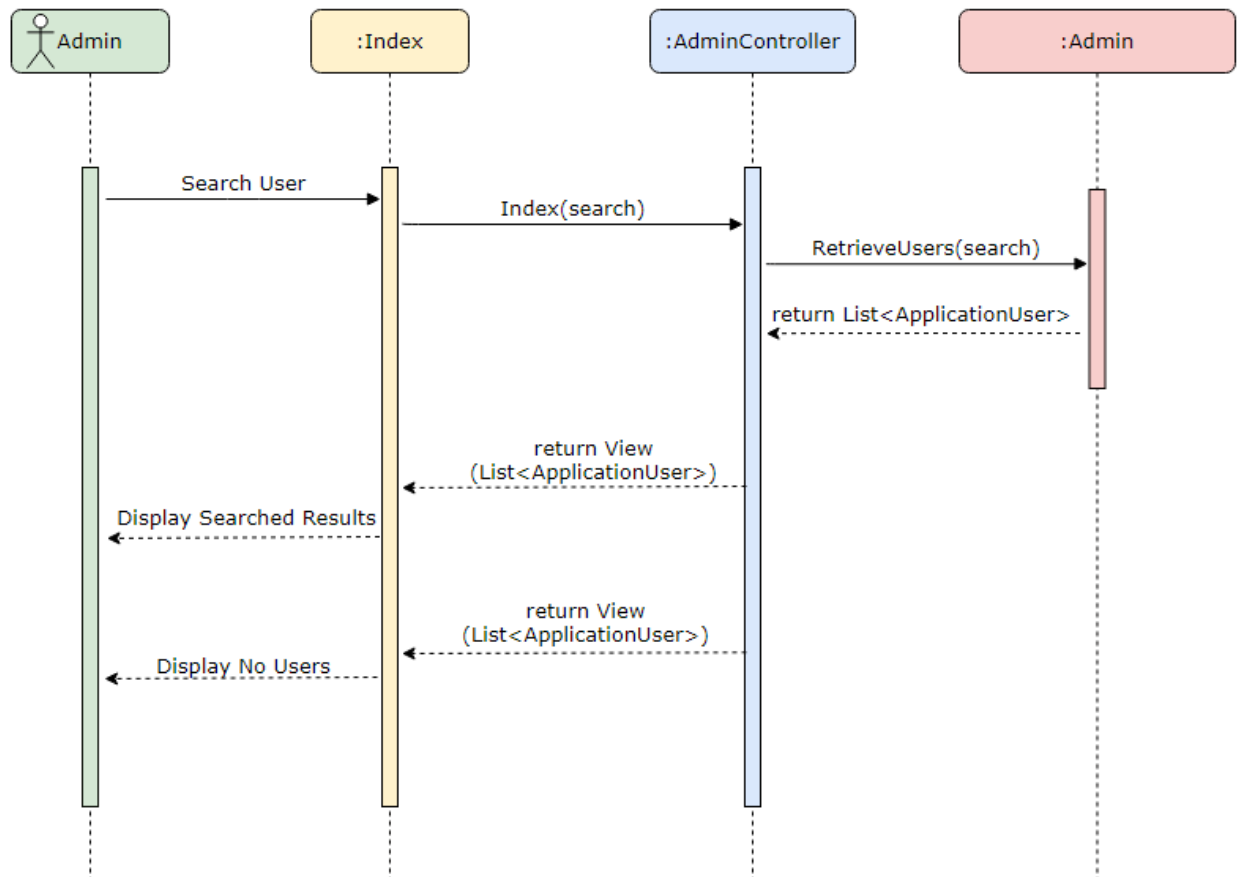 Admin
:Index
:AdminController
:Admin
Search User
Index(search)
RetrieveUsers(search)
return List<ApplicationUser>
return View
(List<ApplicationUser>)
Display Searched Results
return View
(List<ApplicationUser>)
Display No Users